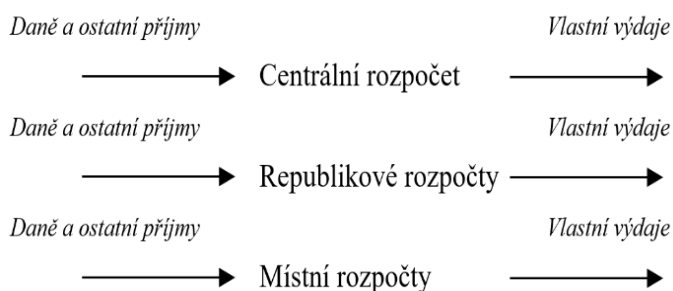 Daně a ostatní příjmy Vlastní výdaje
Centrální rozpočet
Daně a ostatní příjmy Vlastní výdaje
Republikové rozpočty
Daně a ostatní příjmy Vlastní výdaje
Místní rozpočty